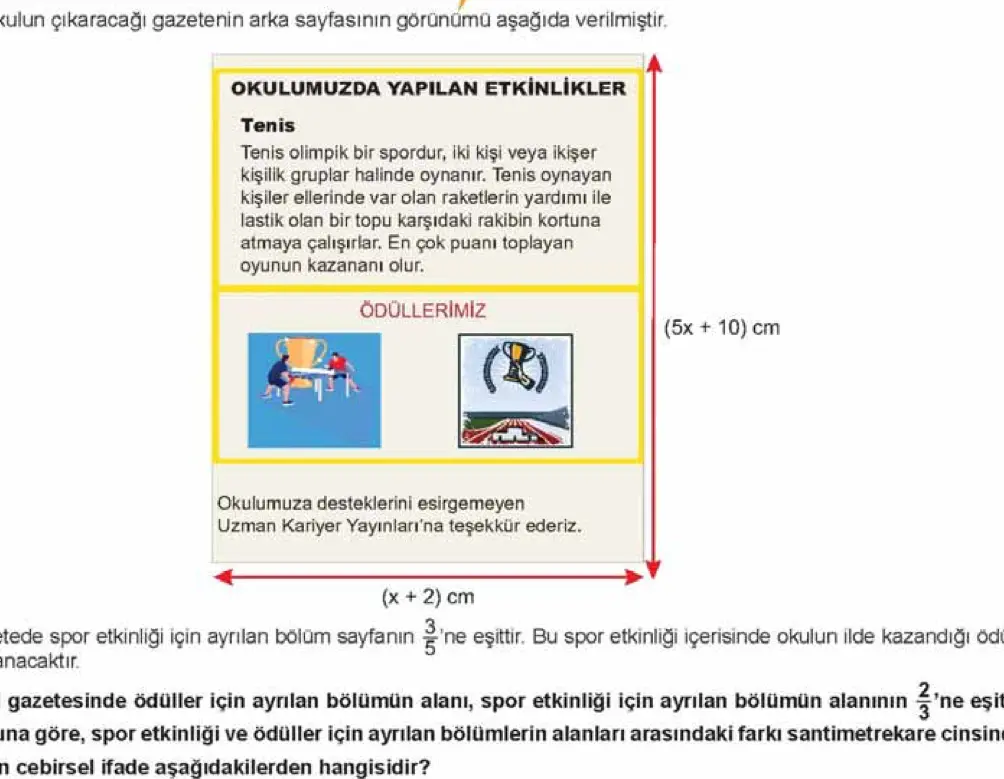 okulun çıkaracağı gazetenin arka sayfasının görünümü aşağıda verilmiştir.
OKULUMUZDA YAPILAN ETKİNLİKLER
Tenis
Tenis olimpik bir spordur, iki kişi veya ikişer
kişilik gruplar halinde oynanır. Tenis oynayan
kişiler ellerinde var olan raketlerin yardımı ile
lastik olan bir topu karşıdaki rakibin kortuna
atmaya çalışırlar. En çok puanı toplayan
oyunun kazananı olur.
ÖDÜLLERİMİZ
(5x + 10) cm
Okulumuza desteklerini esirgemeyen
Uzman Kariyer Yayınları'na teşekkür ederiz.
(x + 2) cm
etede spor etkinliği için ayrılan bölüm sayfanın 3/5'ne eşittir. Bu spor etkinliği içerisinde okulun ilde kazandığı ödü
anacaktır.
gazetesinde ödüller için ayrılan bölümün alanı, spor etkinliği için ayrılan bölümün alanının 2/3'ne eşit
una göre, spor etkinliği ve ödüller için ayrılan bölümlerin alanları arasındaki farkı santimetrekare cinsind
n cebirsel ifade aşağıdakilerden hangisidir?